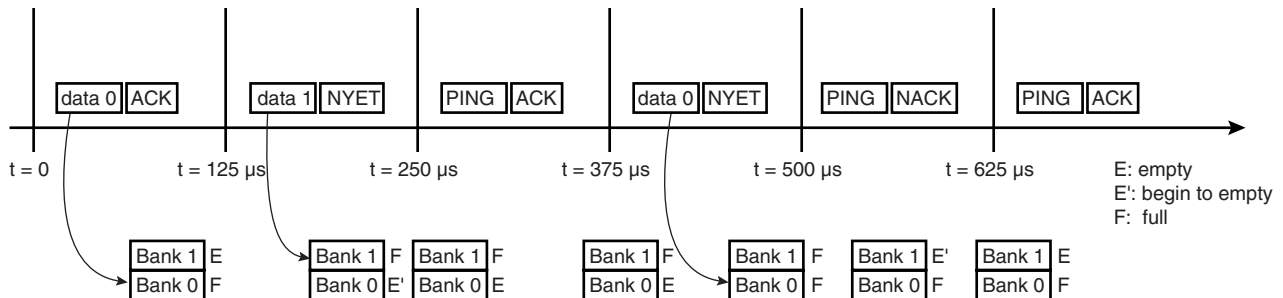 data 0 ACK data 1 NYET PING ACK data 0 NYET PING NACK PING ACK
t = 0 t = 125 μs t = 250 μs t = 375 μs t = 500 μs t = 625 μs
E: empty
E': begin to empty
F: full
Bank 1 E Bank 1 F Bank 1 F Bank 1 F Bank 1 F Bank 1 E' Bank 1 E
Bank 0 F Bank 0 E' Bank 0 E Bank 0 E Bank 0 F Bank 0 F Bank 0 F